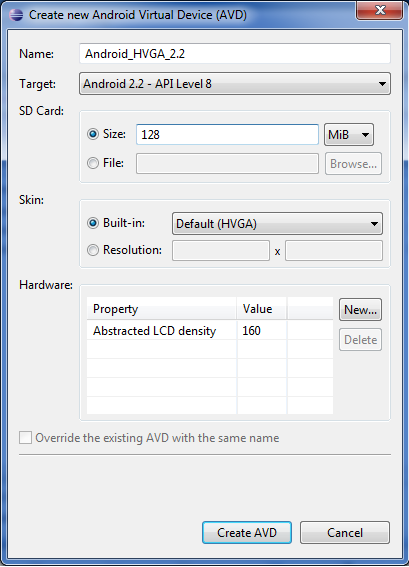 Create new Android Virtual Device (AVD)
Name: Android_HVGA_2.2
Target: Android 2.2 - API Level 8
SD Card:
Size: 128 MiB
File: Browse...
Skin:
Built-in: Default (HVGA)
Resolution: x
Hardware:
Property Value New...
Abstracted LCD density 160 Delete
Override the existing AVD with the same name
Create AVD Cancel